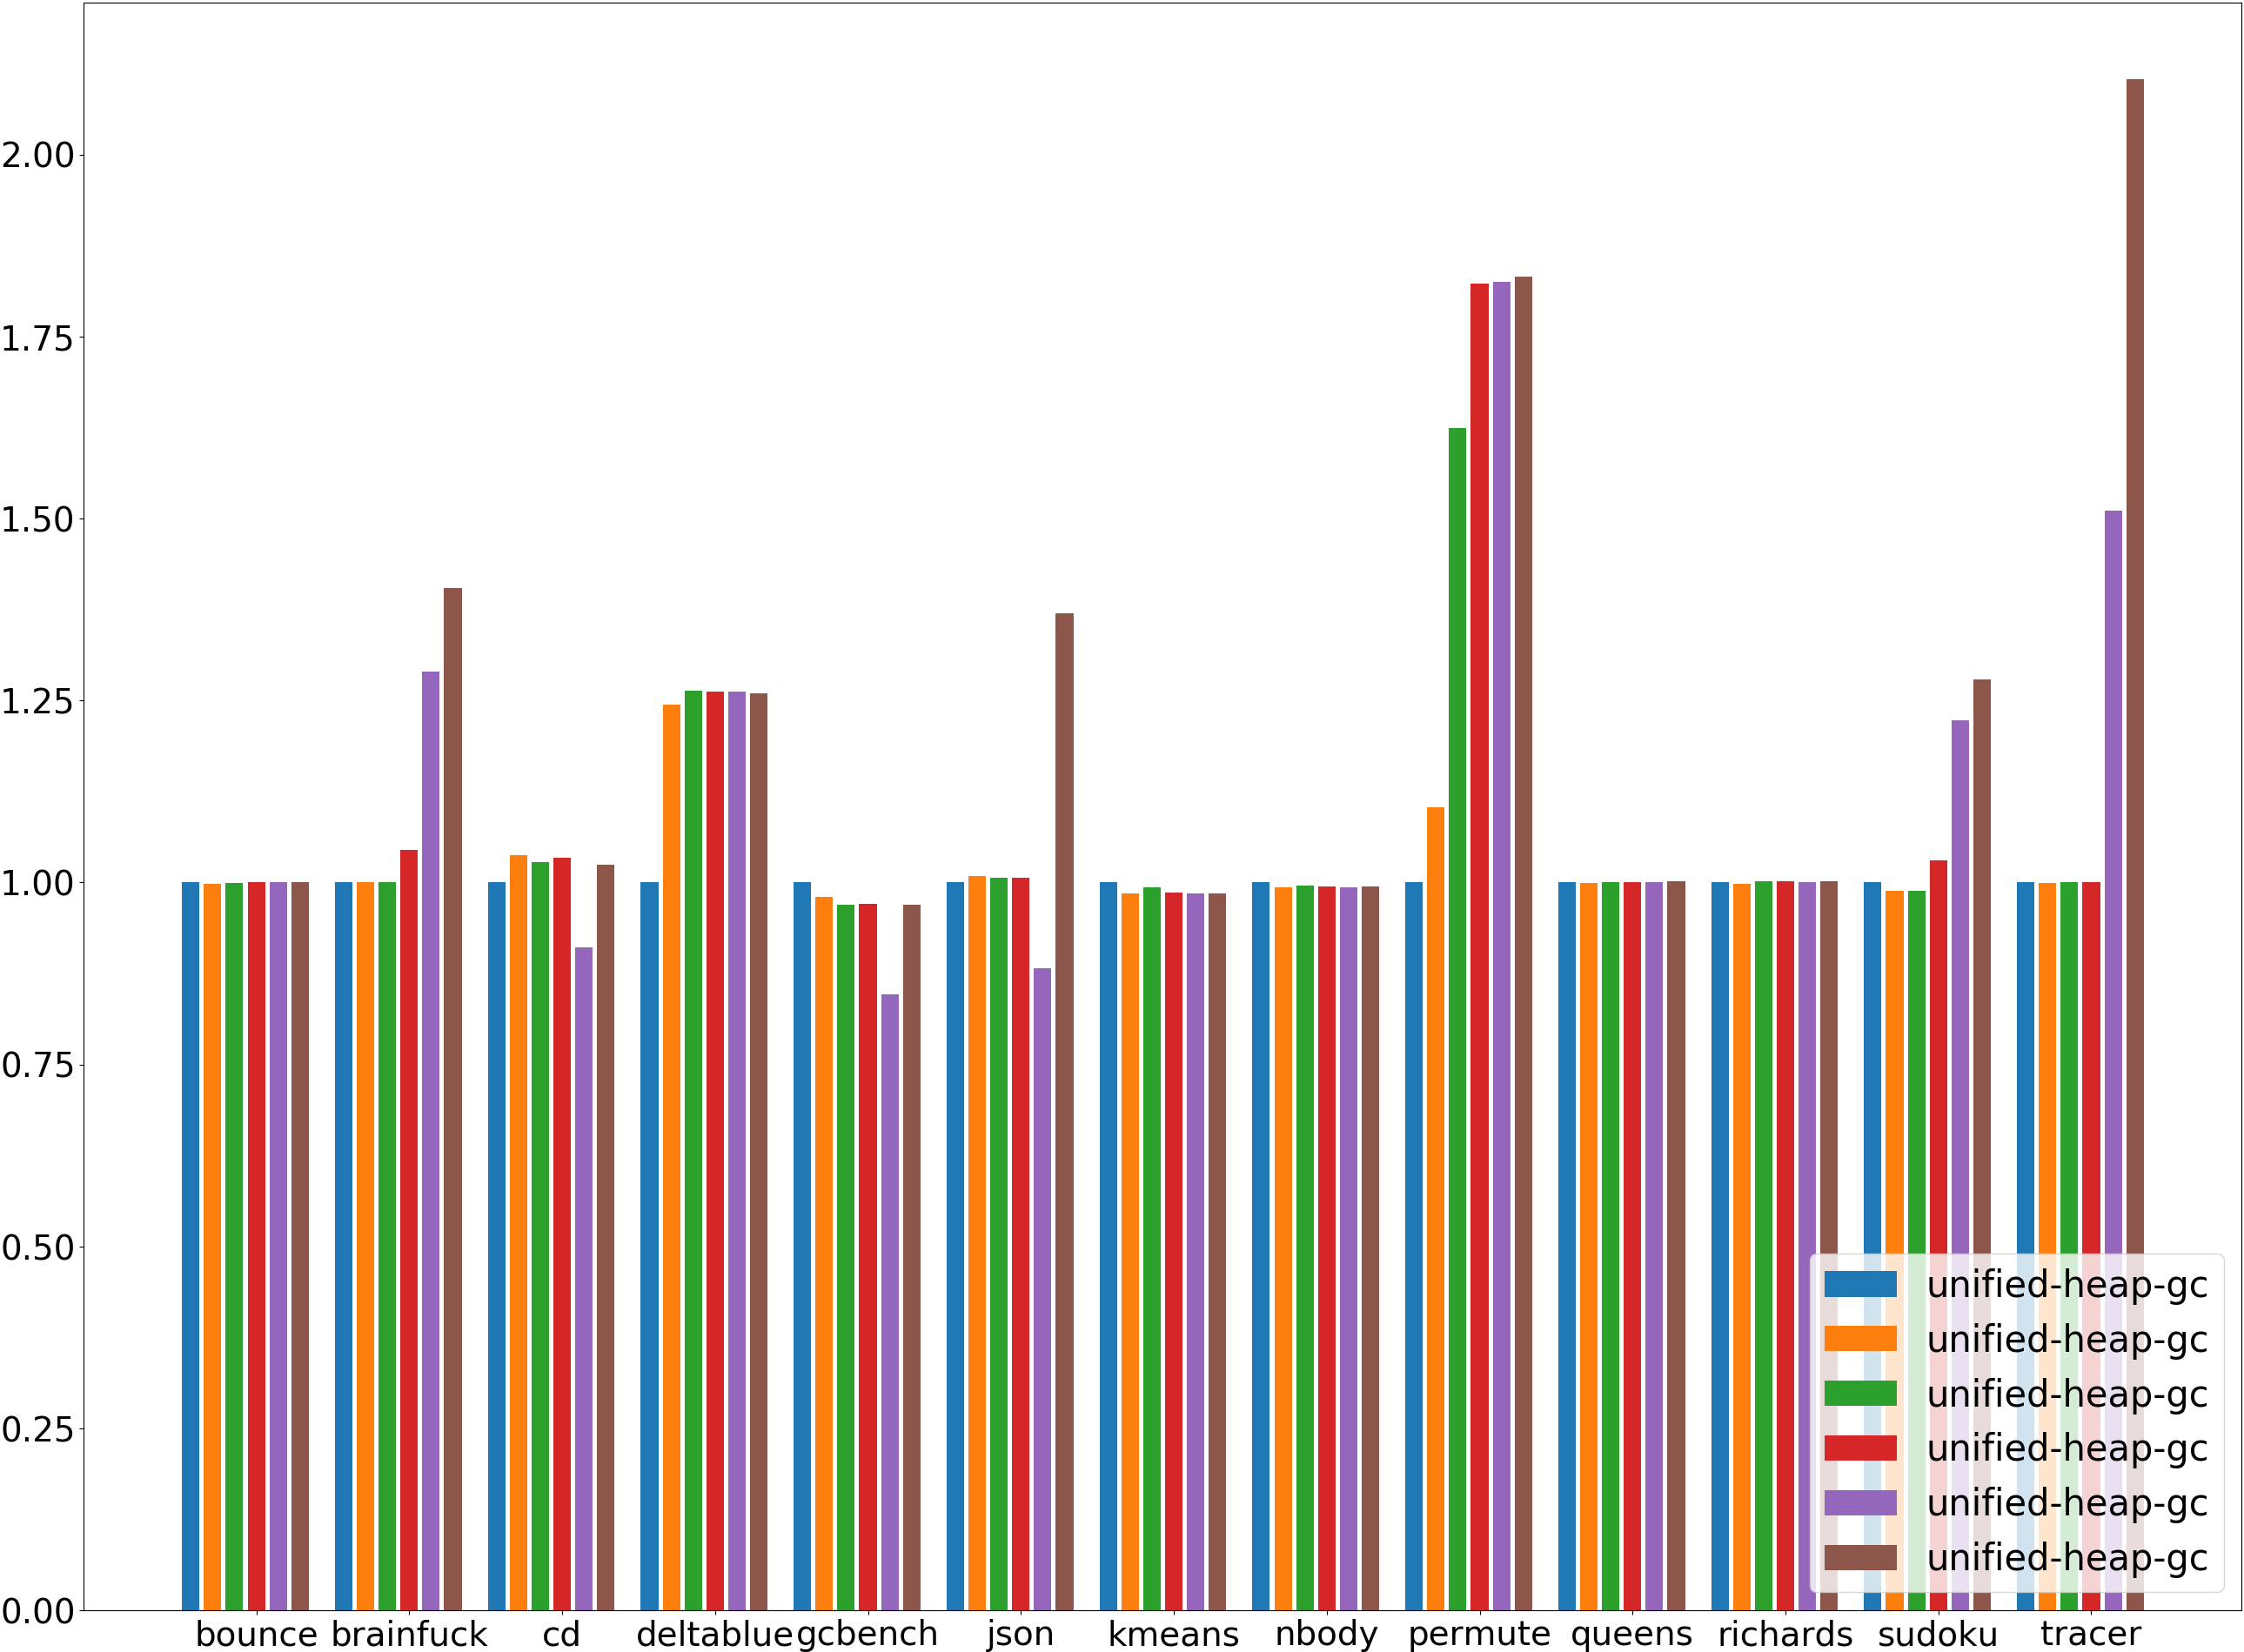 2.00
1.75
1.50
1.25
1.00
0.75
0.50
0.25
0.00
unified-heap-gc
unified-heap-gc
unified-heap-gc
unified-heap-gc
unified-heap-gc
unified-heap-gc
bounce brainfuck cd deltablue gcbench json kmeans nbody permute queens richards sudoku tracer